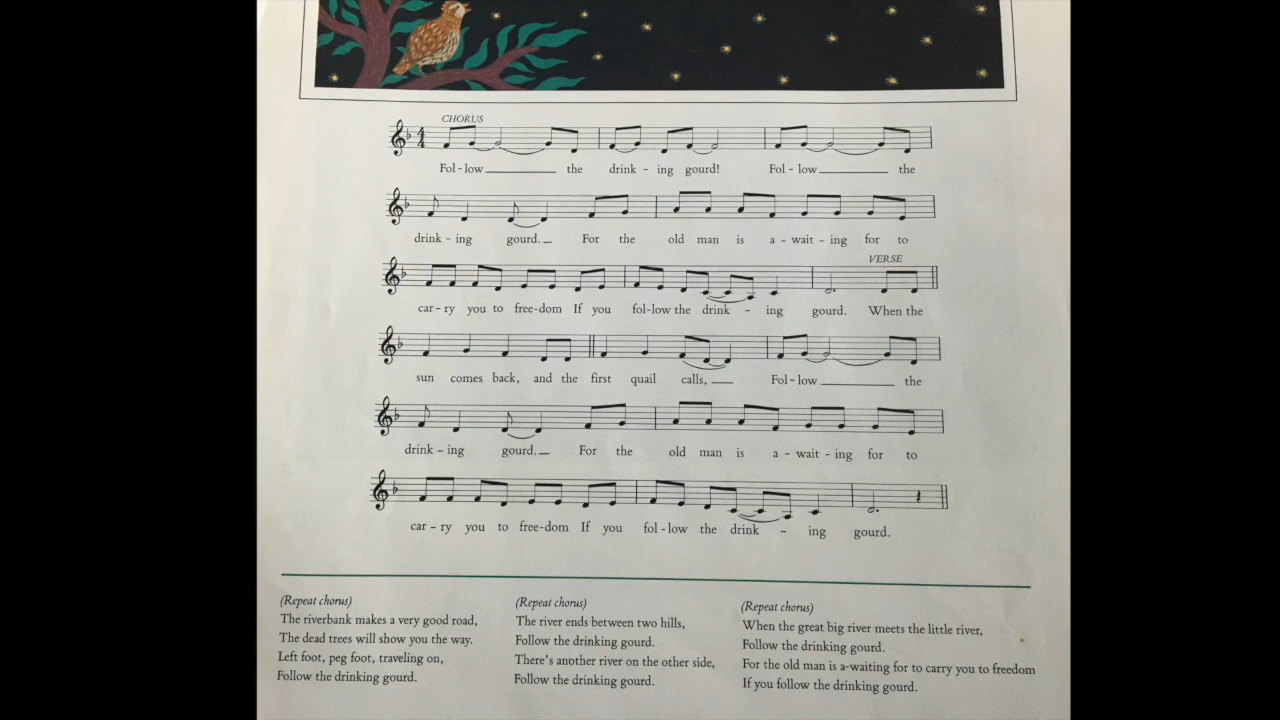 CHORUS
Fol-low the drink-ing gourd! Fol-low the
drink-ing gourd. For the old man is a-wait-ing for to
VERSE
car-ry you to free-dom If you fol-low the drink-ing gourd. When the
sun comes back, and the first quail calls, Fol-low the
drink-ing gourd. For the old man is a-wait-ing for to
car-ry you to free-dom If you fol-low the drink-ing gourd.
(Repeat chorus)
The riverbank makes a very good road,
The dead trees will show you the way.
Left foot, peg foot, traveling on,
Follow the drinking gourd.
(Repeat chorus)
The river ends between two hills,
Follow the drinking gourd.
There's another river on the other side,
Follow the drinking gourd.
(Repeat chorus)
When the great big river meets the little river,
Follow the drinking gourd.
For the old man is a-waiting for to carry you to freedom
If you follow the drinking gourd.